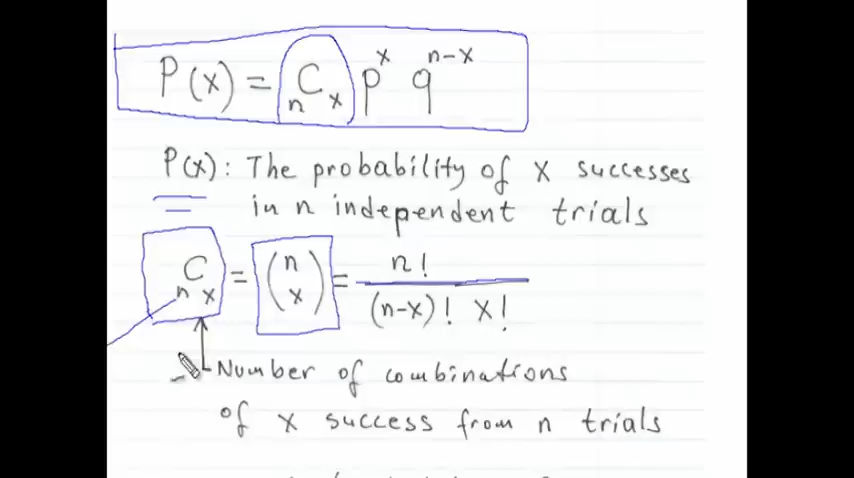 P(x) = nCx p^x q^(n-x)
P(x): The probability of x successes
in n independent trials
nCx = (n x) = n! / (n-x)! x!
Number of combinations
of x success from n trials